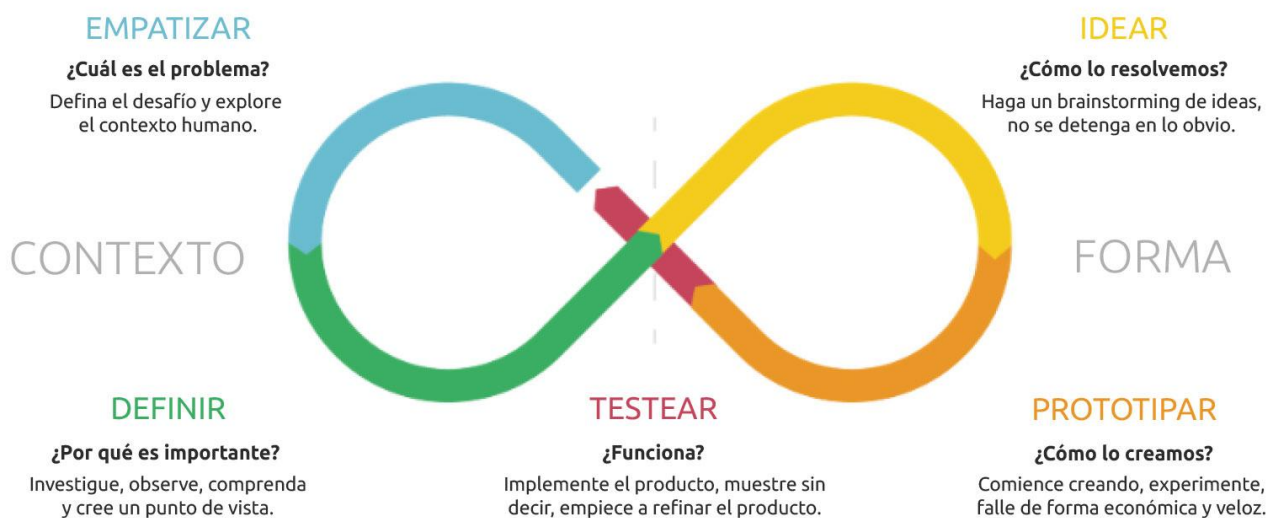 EMPATIZAR
¿Cuál es el problema?
Defina el desafío y explore
el contexto humano.
IDEAR
¿Cómo lo resolvemos?
Haga un brainstorming de ideas,
no se detenga en lo obvio.
CONTEXTO
FORMA
DEFINIR
¿Por qué es importante?
Investigue, observe, comprenda
y cree un punto de vista.
TESTEAR
¿Funciona?
Implemente el producto, muestre sin
decir, empiece a refinar el producto.
PROTOTIPAR
¿Cómo lo creamos?
Comience creando, experimente,
falle de forma económica y veloz.